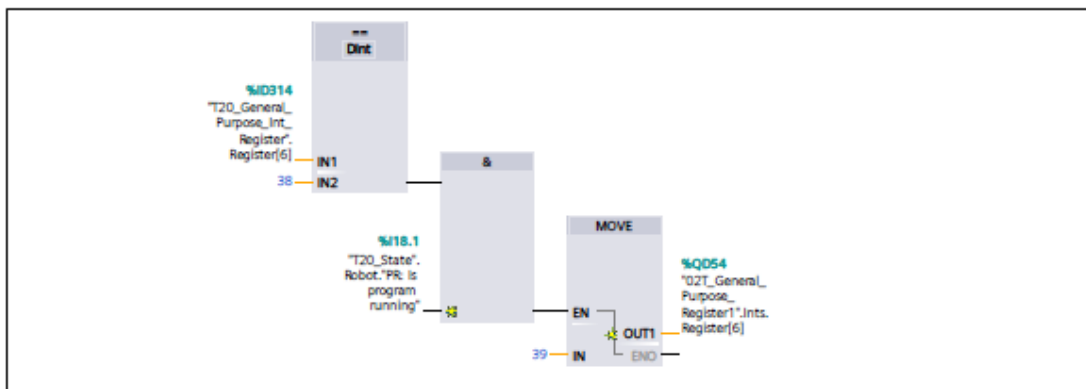 ==
Dint
%ID314
"T20_General_
Purpose_Int_
Register".
Register[6]
IN1
38
IN2
&
%I18.1
"T20_State".
Robot."PR: Is
program
running"
MOVE
%QD54
"02T_General_
Purpose_
Register1".Ints.
Register[6]
EN
OUT1
39
IN
ENO